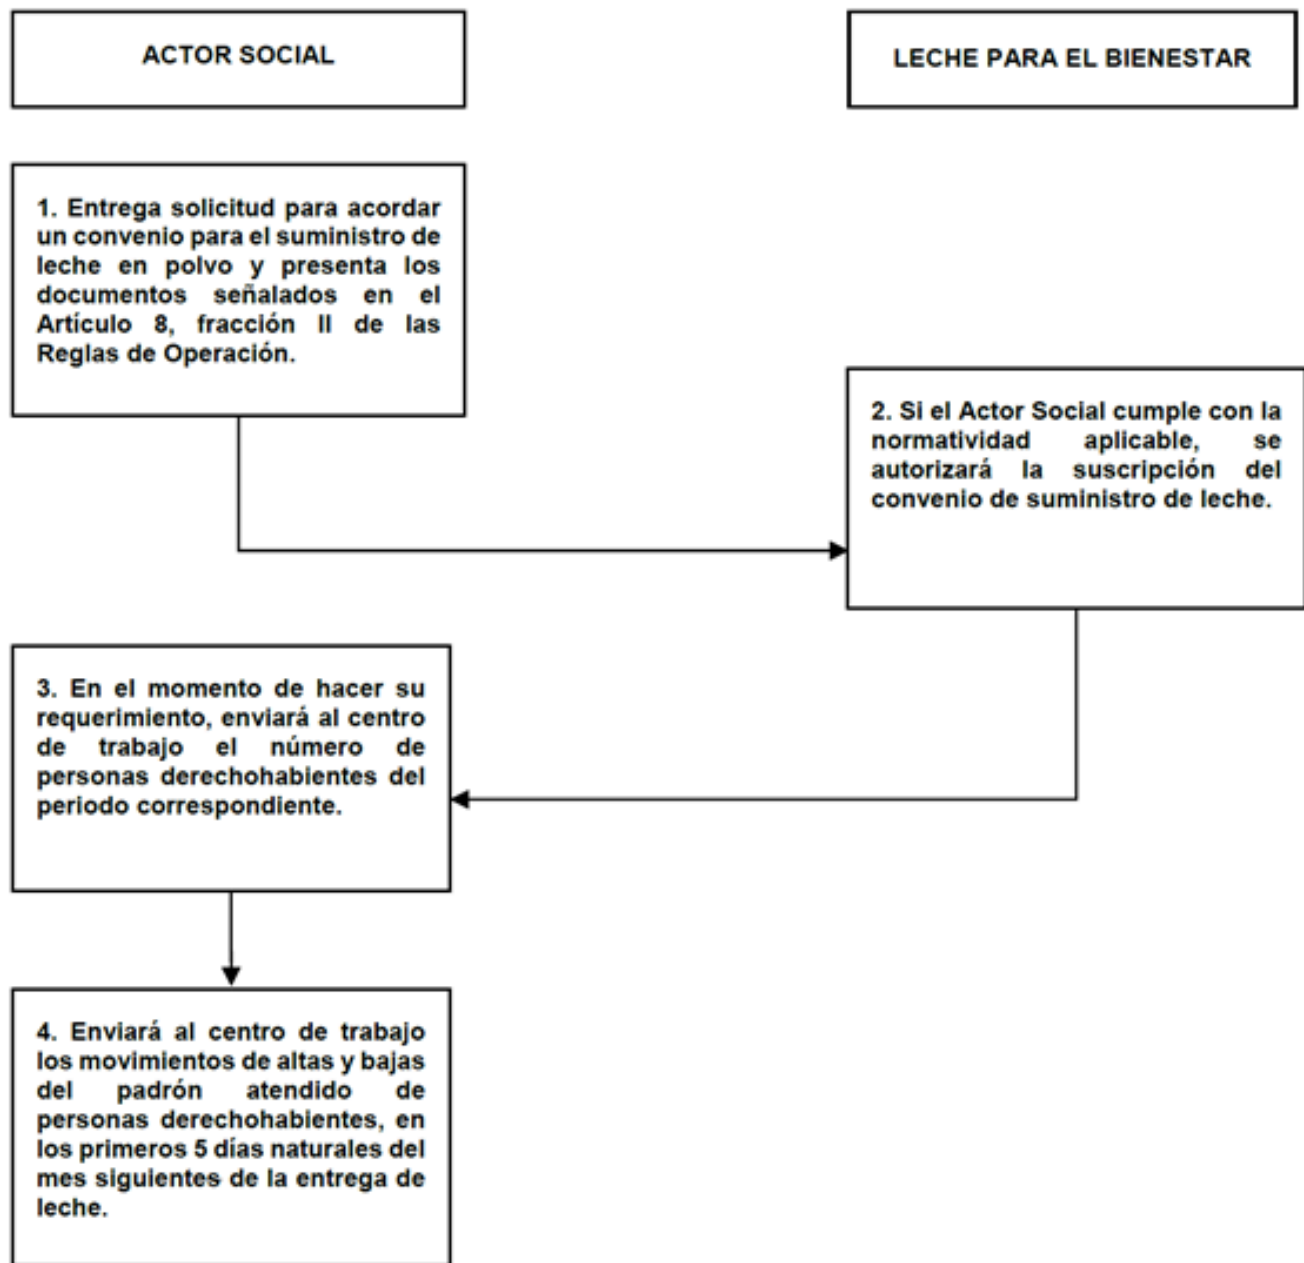 ACTOR SOCIAL
LECHE PARA EL BIENESTAR
1. Entrega solicitud para acordar
un convenio para el suministro de
leche en polvo y presenta los
documentos señalados en el
Artículo 8, fracción II de las
Reglas de Operación.
2. Si el Actor Social cumple con la
normatividad aplicable, se
autorizará la suscripción del
convenio de suministro de leche.
3. En el momento de hacer su
requerimiento, enviará al centro
de trabajo el número de
personas derechohabientes del
periodo correspondiente.
4. Enviará al centro de trabajo
los movimientos de altas y bajas
del padrón atendido de
personas derechohabientes, en
los primeros 5 días naturales del
mes siguientes de la entrega de
leche.